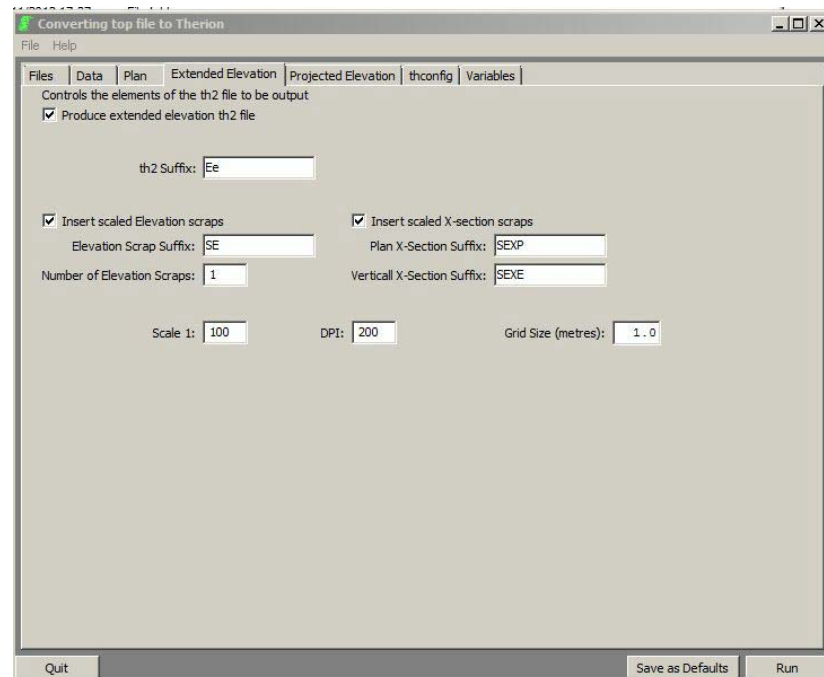 Converting top file to Therion
File Help
Files Data Plan Extended Elevation Projected Elevation thconfig Variables
Controls the elements of the th2 file to be output
Produce extended elevation th2 file
th2 Suffix: Ee
Insert scaled Elevation scraps Insert scaled X-section scraps
Elevation Scrap Suffix: SE Plan X-Section Suffix: SEXP
Number of Elevation Scraps: 1 Verticall X-Section Suffix: SEXE
Scale 1: 100 DPI: 200 Grid Size (metres): 1.0
Quit Save as Defaults Run